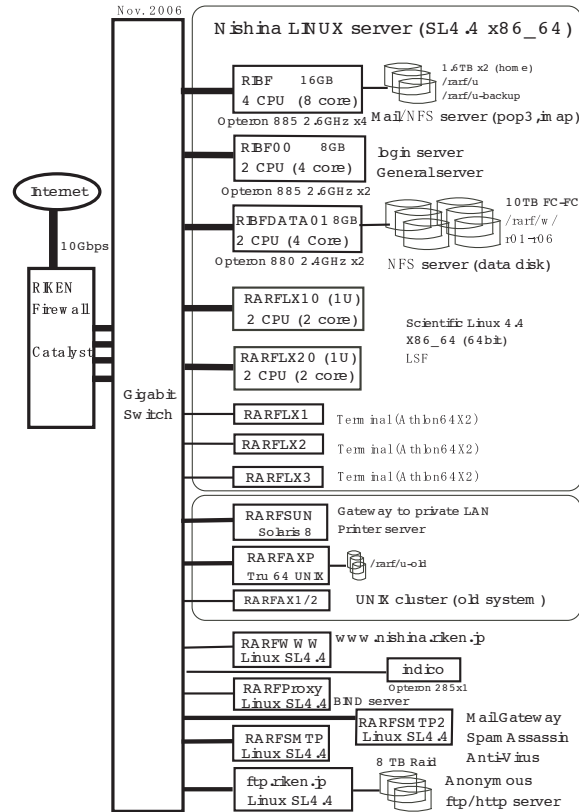 Nov.2006
Nishina LINUX server (SL4.4 x86_64)
RIBF 16GB
4 CPU (8 core)
Opteron 885 2.6GHz x4
1.6TB x2 (home)
/rarf/u
/rarf/u-backup
Mail/NFS server (pop3,imap)
RIBF00 8GB
2 CPU (4 core)
Opteron 885 2.6GHz x2
login server
General server
RIBFDATA01 8GB
2 CPU (4 Core)
Opteron 880 2.4GHz x2
10TB FC-FC
/rarf/w/
r01-r06
NFS server (data disk)
Internet
10Gbps
RIKEN
Firewall
Catalyst
Gigabit
Switch
RARFLX10 (1U)
2 CPU (2 core)
RARFLX20 (1U)
2 CPU (2 core)
Scientific Linux 4.4
X86_64 (64bit)
LSF
RARFLX1
Terminal (Athlon64X2)
RARFLX2
Terminal (Athlon64X2)
RARFLX3
Terminal (Athlon64X2)
RARFSUN
Solaris 8
Gateway to private LAN
Printer server
RARFAXP
Tru 64 UNIX
/rarf/u-old
RARFAX1/2
UNIX cluster (old system)
RARFWWW
Linux SL4.4
www.nishina.riken.jp
indico
Opteron 285x1
RARFProxy
Linux SL4.4
BIND server
RARFSMTP2
Linux SL4.4
Mail Gateway
Spam Assassin
Anti-Virus
RARFSMTP
Linux SL4.4
ftp.riken.jp
Linux SL4.4
8 TB Raid
Anonymous
ftp/http server